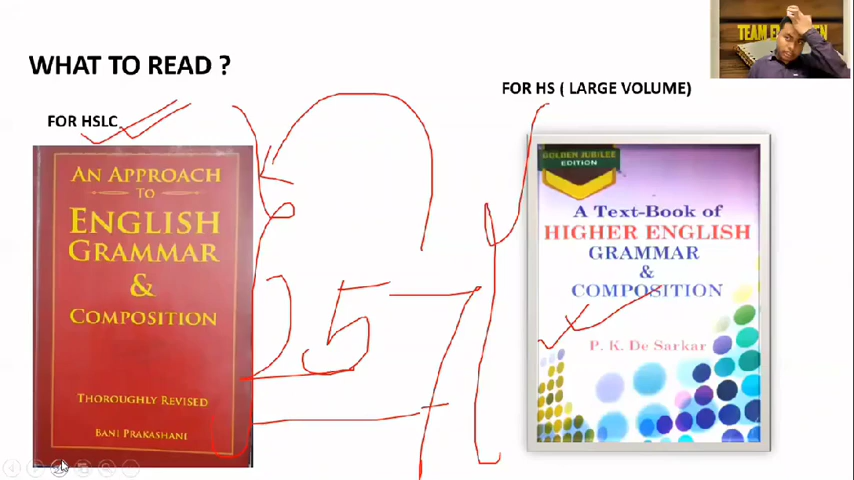 WHAT TO READ ?
FOR HSLC
AN APPROACH
TO
ENGLISH
GRAMMAR
&
COMPOSITION
THOROUGHLY REVISED
BANI PRAKASHANI
257
FOR HS ( LARGE VOLUME)
GOLDEN JUBILEE
EDITION
A Text-Book of
HIGHER ENGLISH
GRAMMAR
&
COMPOSITION
P. K. De Sarkar
TEAM